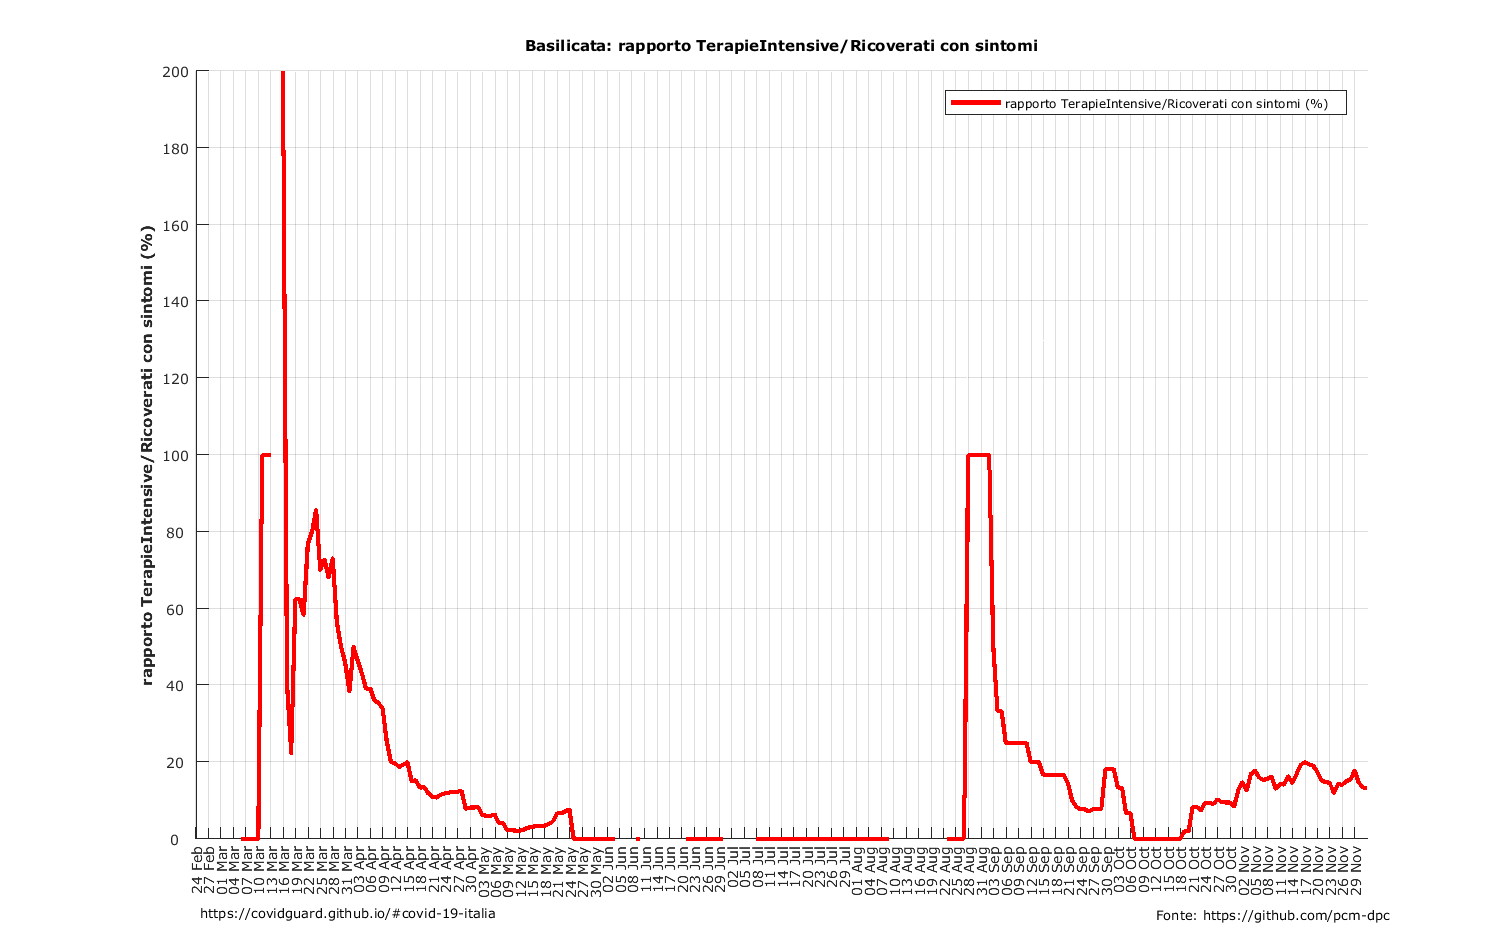 Basilicata: rapporto TerapieIntensive/Ricoverati con sintomi
rapporto TerapieIntensive/Ricoverati con sintomi (%)
rapporto TerapieIntensive/Ricoverati con sintomi (%)
200
180
160
140
120
100
80
60
40
20
0
24 Feb
27 Feb
01 Mar
04 Mar
07 Mar
10 Mar
13 Mar
16 Mar
19 Mar
22 Mar
25 Mar
28 Mar
31 Mar
03 Apr
06 Apr
09 Apr
12 Apr
15 Apr
18 Apr
21 Apr
24 Apr
27 Apr
30 Apr
03 May
06 May
09 May
12 May
15 May
18 May
21 May
24 May
27 May
30 May
02 Jun
05 Jun
08 Jun
11 Jun
14 Jun
17 Jun
20 Jun
23 Jun
26 Jun
29 Jun
02 Jul
05 Jul
08 Jul
11 Jul
14 Jul
17 Jul
20 Jul
23 Jul
26 Jul
29 Jul
01 Aug
04 Aug
07 Aug
10 Aug
13 Aug
16 Aug
19 Aug
22 Aug
25 Aug
28 Aug
31 Aug
03 Sep
06 Sep
09 Sep
12 Sep
15 Sep
18 Sep
21 Sep
24 Sep
27 Sep
30 Sep
03 Oct
06 Oct
09 Oct
12 Oct
15 Oct
18 Oct
21 Oct
24 Oct
27 Oct
30 Oct
02 Nov
05 Nov
08 Nov
11 Nov
14 Nov
17 Nov
20 Nov
23 Nov
26 Nov
29 Nov
https://covidguard.github.io/#covid-19-italia
Fonte: https://github.com/pcm-dpc